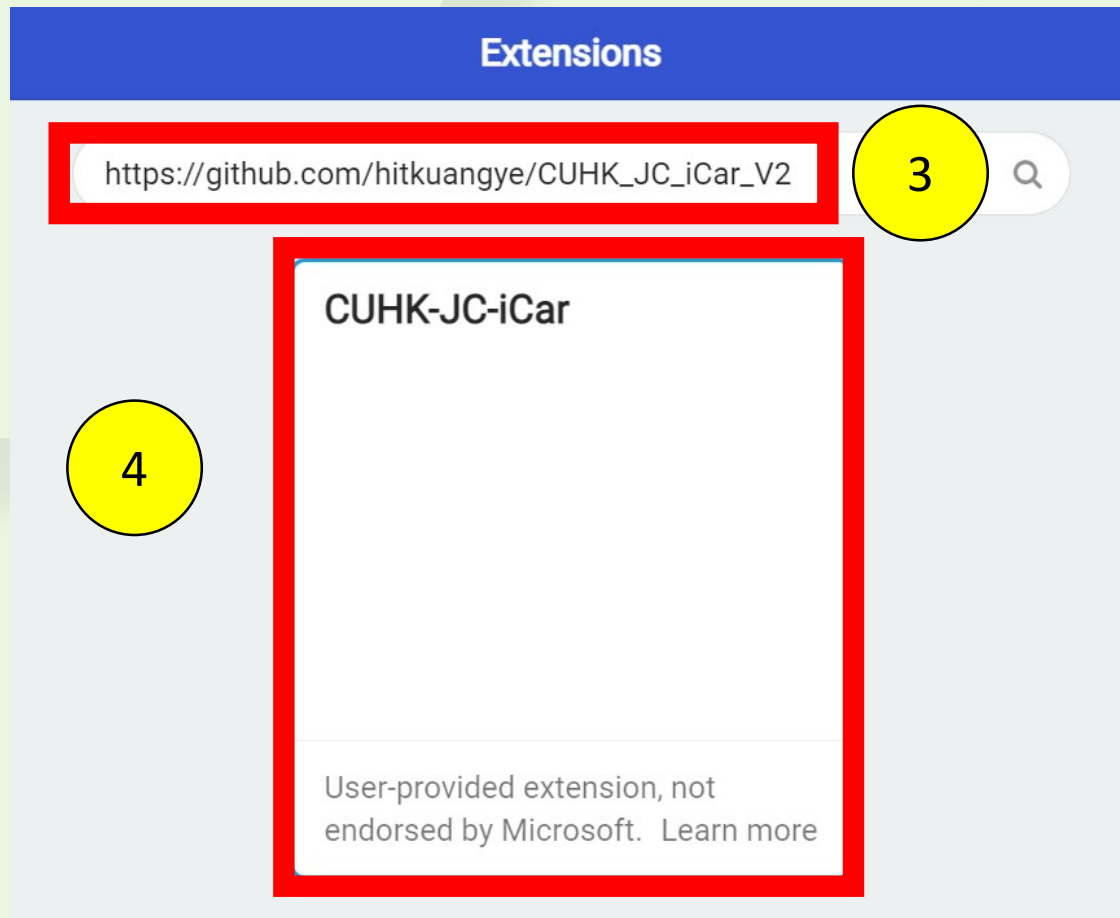 Extensions
https://github.com/hitkuangye/CUHK_JC_iCar_V2
3
CUHK-JC-iCar
4
User-provided extension, not
endorsed by Microsoft. Learn more